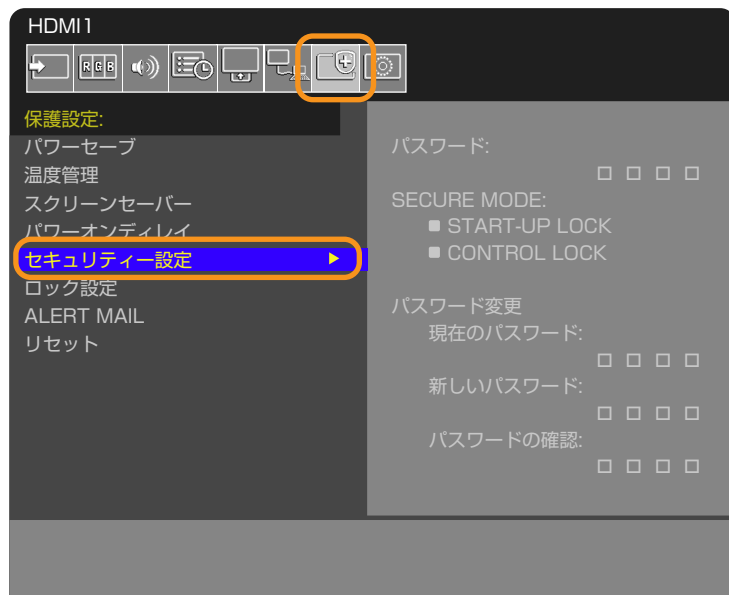 HDMI1
RGB
保護設定:
パワーセーブ
温度管理
スクリーンセーバー
パワーオンディレイ
セキュリティー設定
ロック設定
ALERT MAIL
リセット
パスワード:
SECURE MODE:
START-UP LOCK
CONTROL LOCK
パスワード変更
現在のパスワード:
新しいパスワード:
パスワードの確認: